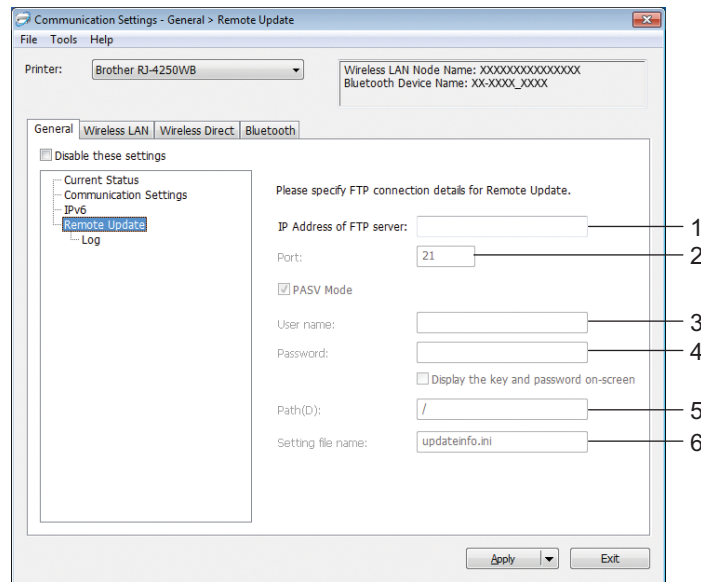 Communication Settings - General > Remote Update
File Tools Help
Printer: Brother RJ-4250WB
Wireless LAN Node Name: XXXXXXXXXXXXXXX
Bluetooth Device Name: XX-XXXX_XXXX
General Wireless LAN Wireless Direct Bluetooth
Disable these settings
Current Status
Communication Settings
IPv6
Remote Update
Log
Please specify FTP connection details for Remote Update.
IP Address of FTP server: 1
Port: 21 2
PASV Mode
User name: 3
Password: 4
Display the key and password on-screen
Path(D): / 5
Setting file name: updateinfo.ini 6
Apply Exit